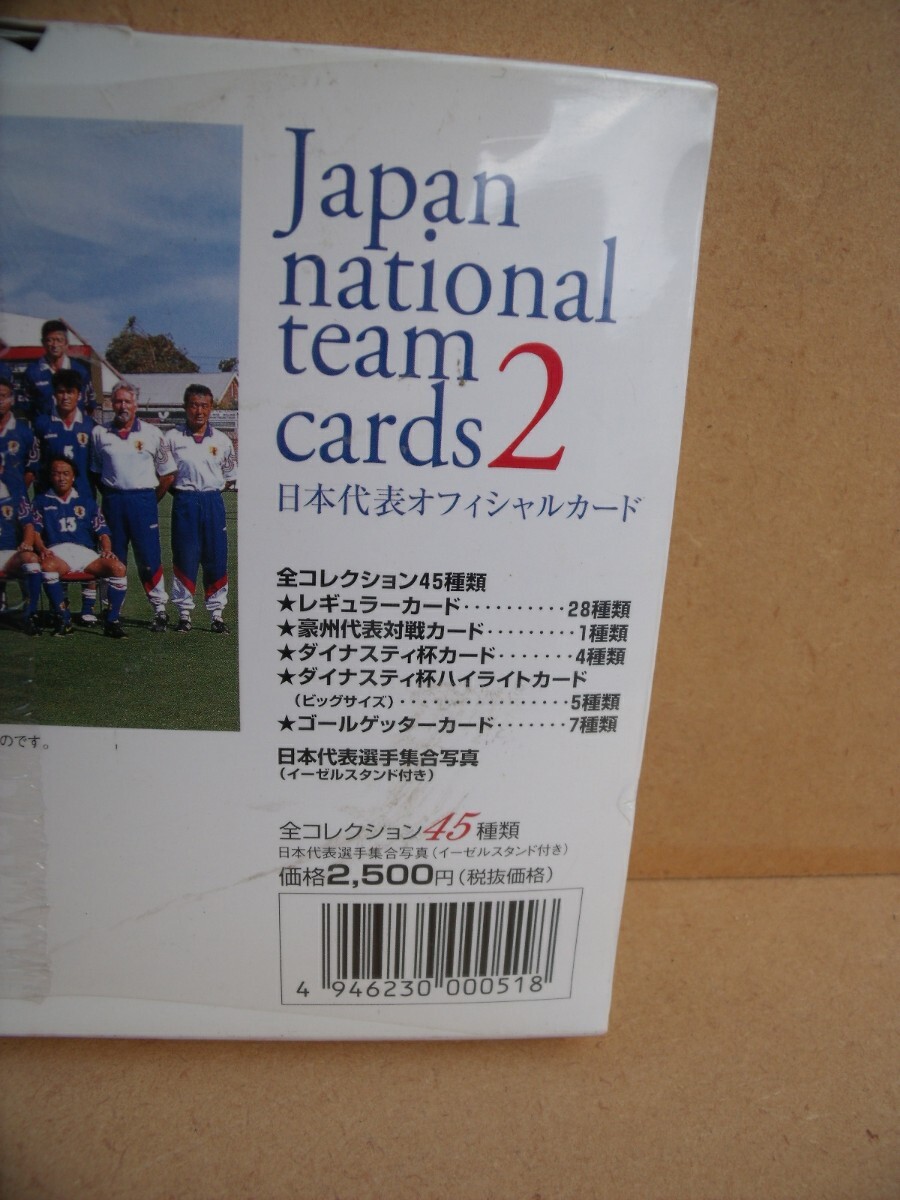 Japan
national
team
cards2
日本代表オフィシャルカード
全コレクション45種類
★レギュラーカード··········28種類
★豪州代表対戦カード·········1種類
★ダイナスティ杯カード·······4種類
★ダイナスティ杯ハイライトカード
（ビッグサイズ）················5種類
★ゴールゲッターカード·······7種類
日本代表選手集合写真
（イーゼルスタンド付き）
のです。
全コレクション45種類
日本代表選手集合写真（イーゼルスタンド付き）
価格2,500円（税抜価格）
4 946230 000518
13